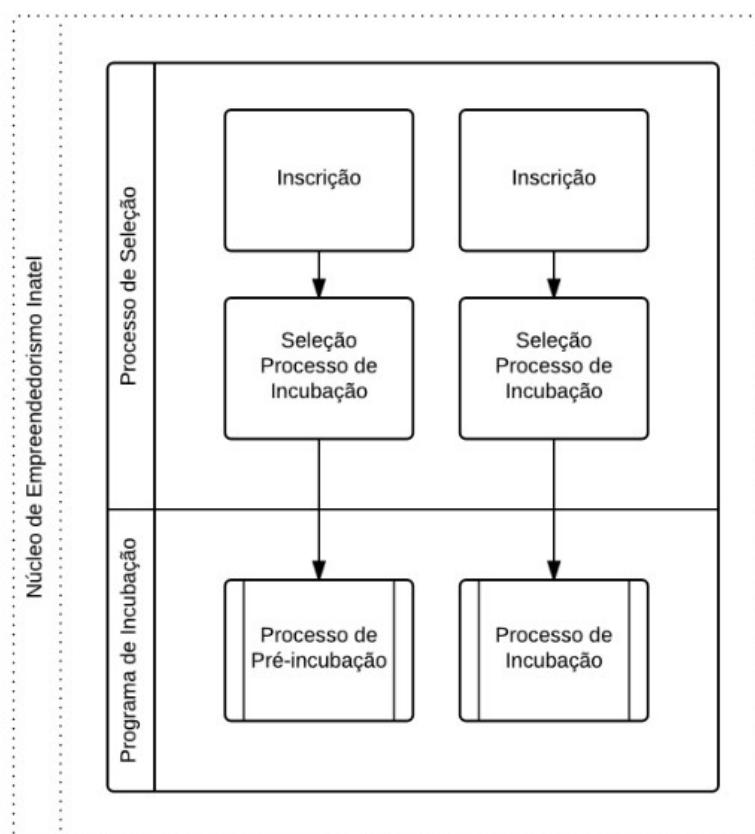 Núcleo de Empreendedorismo Inatel
Processo de Seleção
Inscrição
Inscrição
Seleção
Processo de
Incubação
Seleção
Processo de
Incubação
Programa de Incubação
Processo de
Pré-incubação
Processo de
Incubação